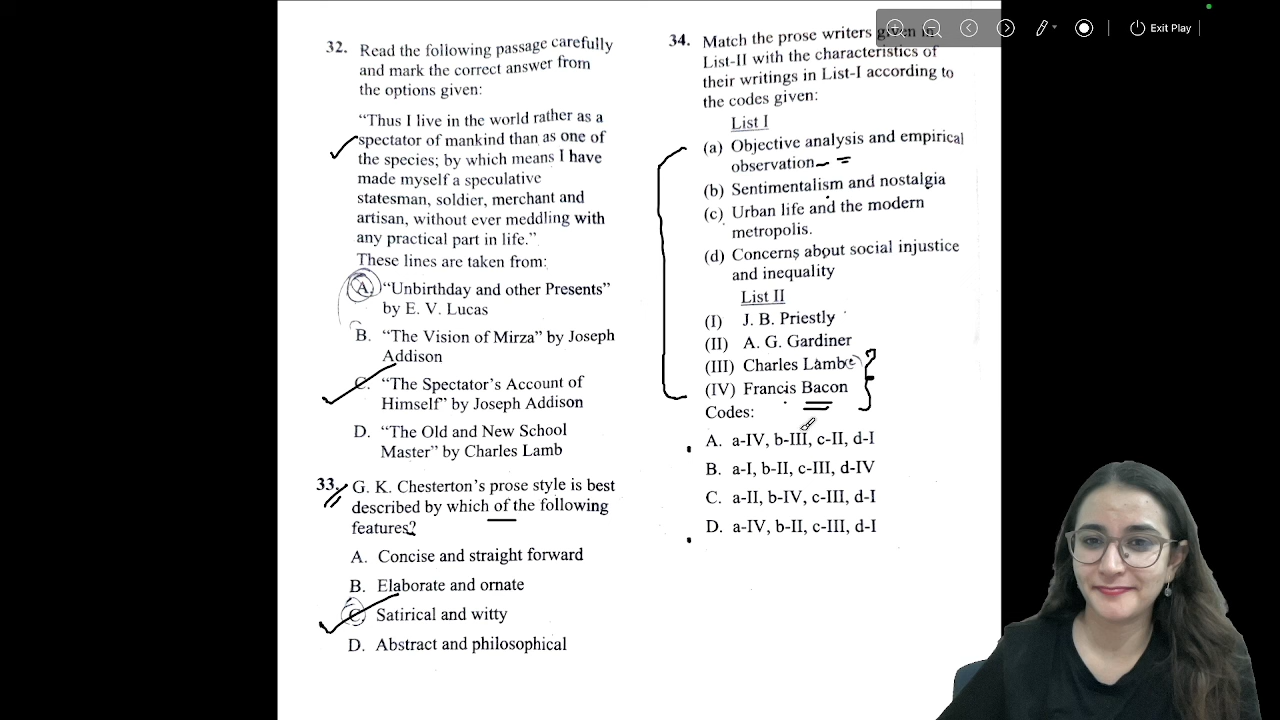 Exit Play
32. Read the following passage carefully
and mark the correct answer from
the options given:
“Thus I live in the world rather as a
spectator of mankind than as one of
the species; by which means I have
made myself a speculative
statesman, soldier, merchant and
artisan, without ever meddling with
any practical part in life.”
These lines are taken from:
A. “Unbirthday and other Presents”
by E. V. Lucas
B. “The Vision of Mirza” by Joseph
Addison
C. “The Spectator’s Account of
Himself” by Joseph Addison
D. “The Old and New School
Master” by Charles Lamb
33. G. K. Chesterton’s prose style is best
described by which of the following
features?
A. Concise and straight forward
B. Elaborate and ornate
C. Satirical and witty
D. Abstract and philosophical
34. Match the prose writers given in
List-II with the characteristics of
their writings in List-I according to
the codes given:
List I
(a) Objective analysis and empirical
observation
(b) Sentimentalism and nostalgia
(c) Urban life and the modern
metropolis.
(d) Concerns about social injustice
and inequality
List II
(I) J. B. Priestly
(II) A. G. Gardiner
(III) Charles Lambe
(IV) Francis Bacon
Codes:
A. a-IV, b-III, c-II, d-I
B. a-I, b-II, c-III, d-IV
C. a-II, b-IV, c-III, d-I
D. a-IV, b-II, c-III, d-I